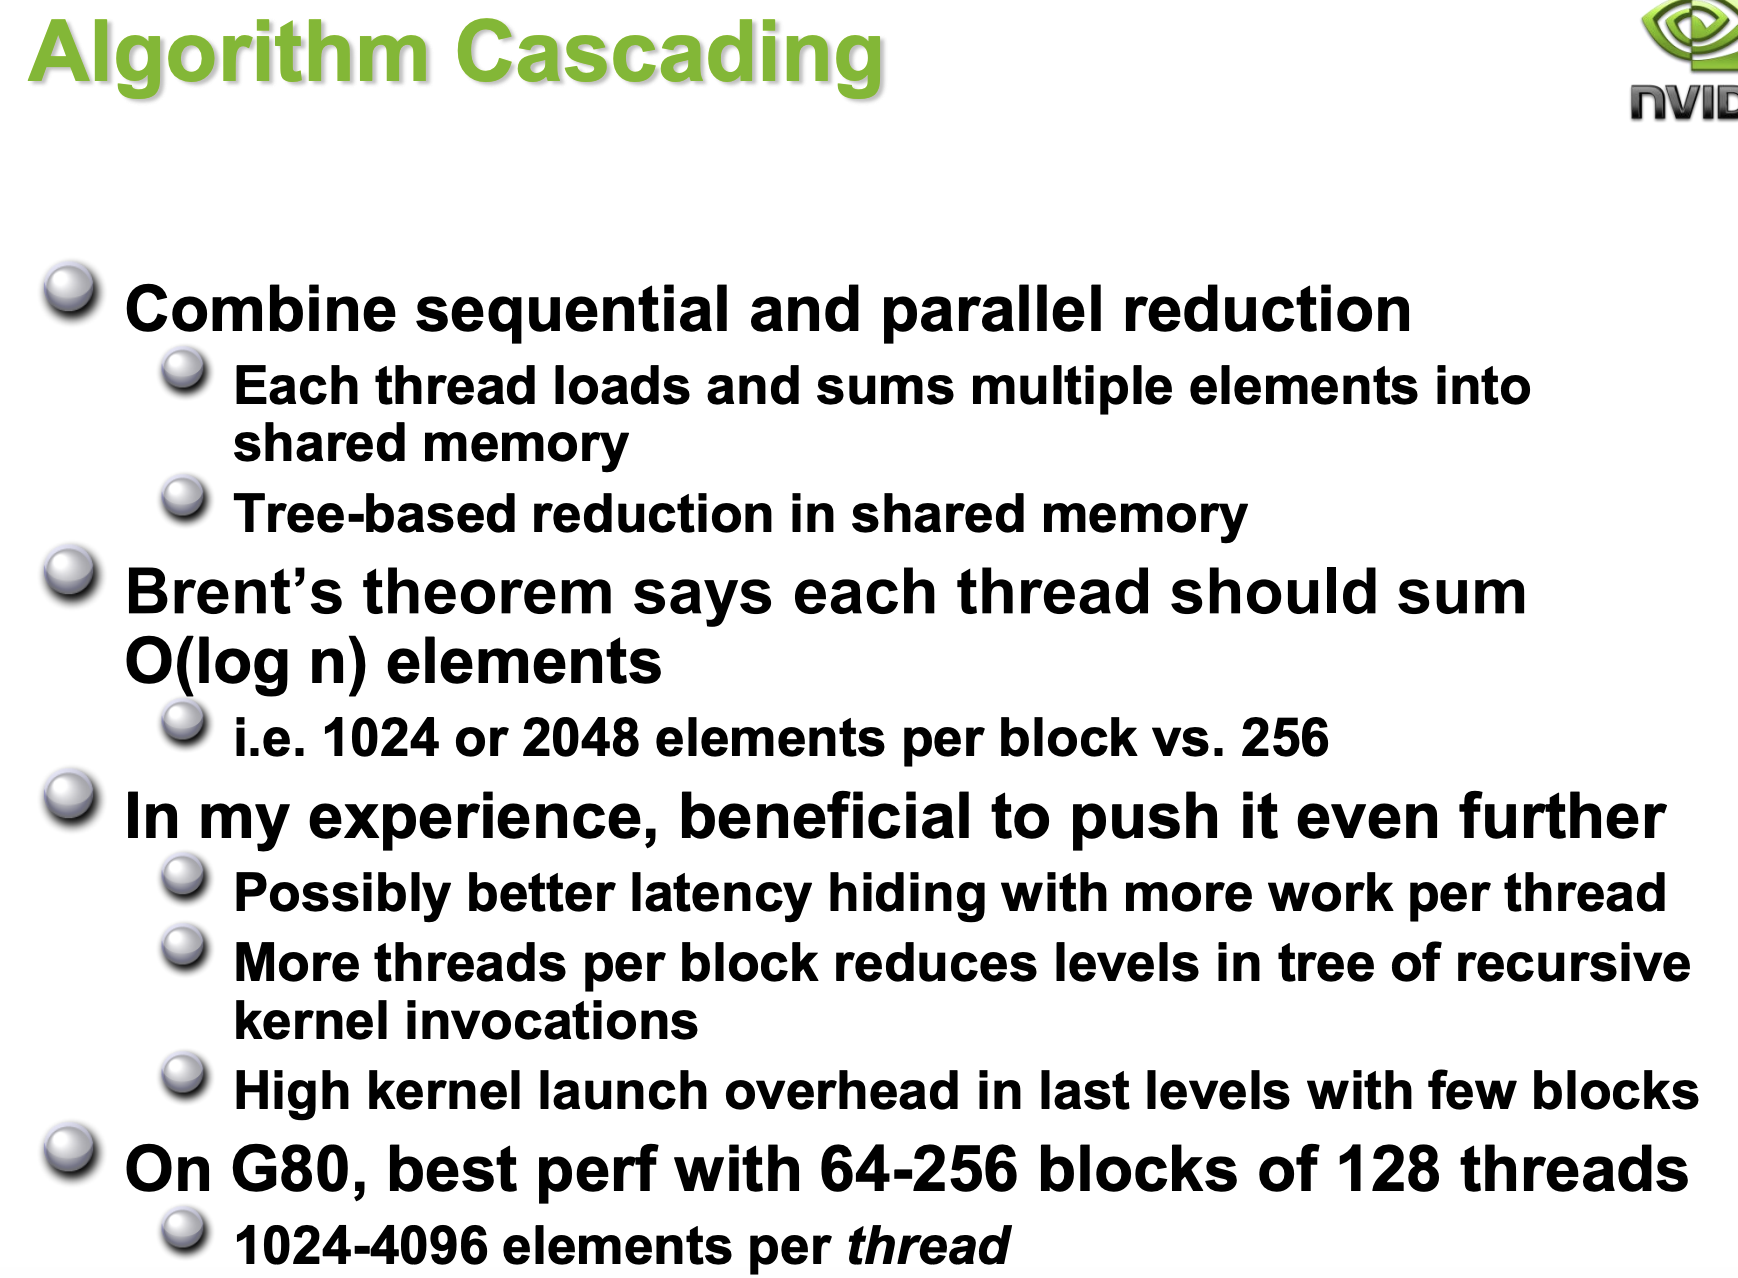 Algorithm Cascading
NVID
Combine sequential and parallel reduction
Each thread loads and sums multiple elements into
shared memory
Tree-based reduction in shared memory
Brent’s theorem says each thread should sum
O(log n) elements
i.e. 1024 or 2048 elements per block vs. 256
In my experience, beneficial to push it even further
Possibly better latency hiding with more work per thread
More threads per block reduces levels in tree of recursive
kernel invocations
High kernel launch overhead in last levels with few blocks
On G80, best perf with 64-256 blocks of 128 threads
1024-4096 elements per thread